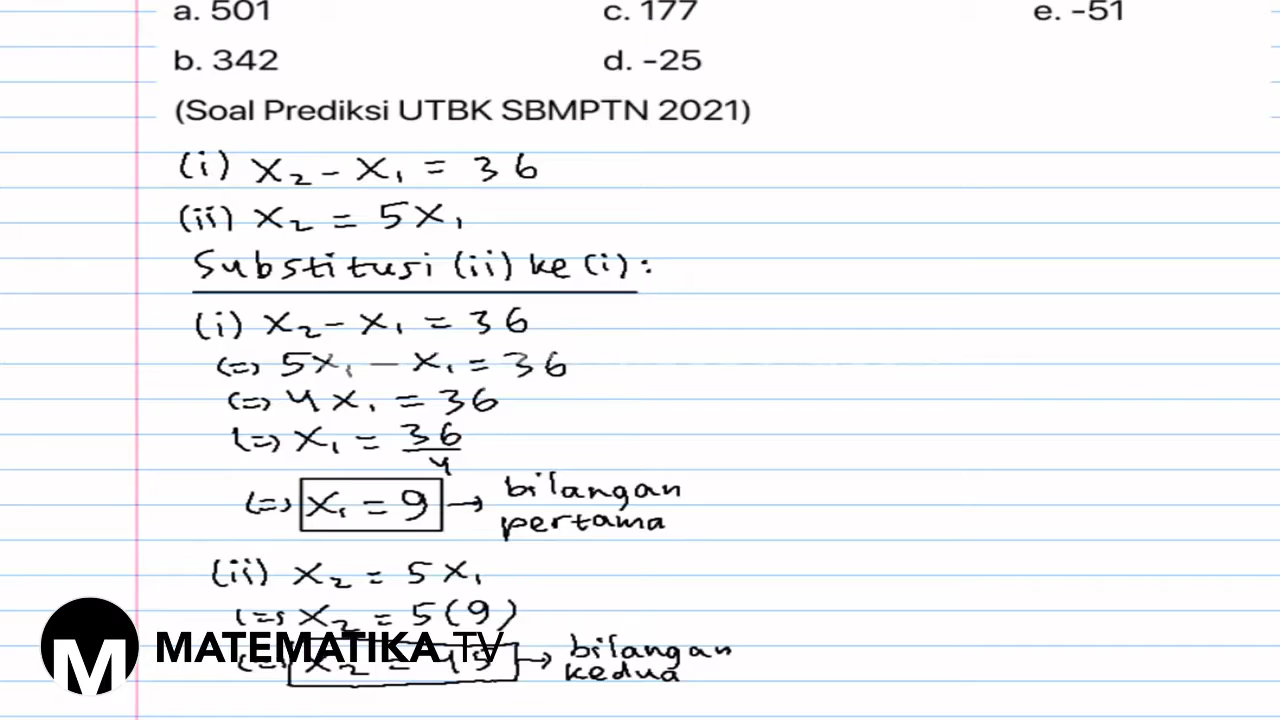 a. 501 c. 177 e. -51
b. 342 d. -25
(Soal Prediksi UTBK SBMPTN 2021)
(i) x₂ - x₁ = 36
(ii) x₂ = 5x₁
Substitusi (ii) ke (i) :
(i) x₂ - x₁ = 36
(=) 5x₁ - x₁ = 36
(=) 4x₁ = 36
(=) x₁ = 36/4
(=) x₁ = 9 → bilangan pertama
(ii) x₂ = 5x₁
(=) x₂ = 5(9)
(=) x₂ = 45 → bilangan kedua
M MATEMATIKA TV